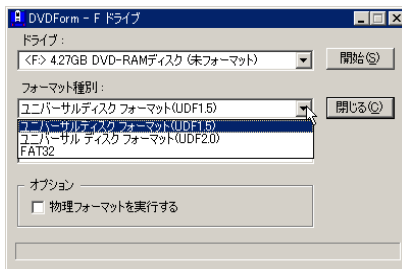 DVDForm - F ドライブ
ドライブ :
<F:> 4.27GB DVD-RAMディスク (未フォーマット)
開始(S)
フォーマット種別 :
ユニバーサルディスク フォーマット(UDF1.5)
閉じる(C)
ユニバーサルディスク フォーマット(UDF1.5)
ユニバーサル ディスク フォーマット(UDF2.0)
FAT32
オプション
物理フォーマットを実行する